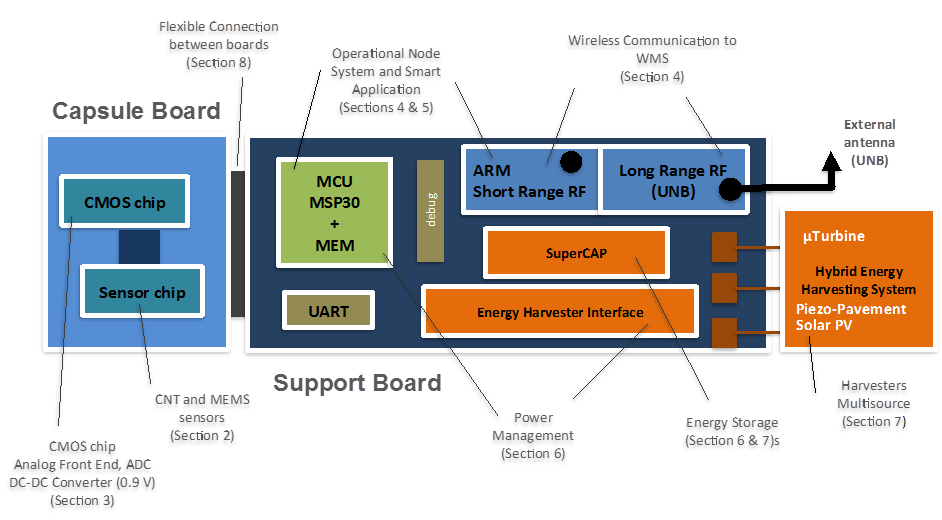 Flexible Connection
between boards
(Section 8)
Operational Node
System and Smart
Application
(Sections 4 & 5)
Wireless Communication to
WMS
(Section 4)
Capsule Board
External
antenna
(UNB)
CMOS chip
Sensor chip
MCU
MSP30
+
MEM
debug
ARM
Short Range RF
Long Range RF
(UNB)
SuperCAP
UART
Energy Harvester Interface
µTurbine
Hybrid Energy
Harvesting System
Piezo-Pavement
Solar PV
Support Board
CNT and MEMS
sensors
(Section 2)
CMOS chip
Analog Front End, ADC
DC-DC Converter (0.9 V)
(Section 3)
Power
Management
(Section 6)
Energy Storage
(Section 6 & 7)s
Harvesters
Multisource
(Section 7)